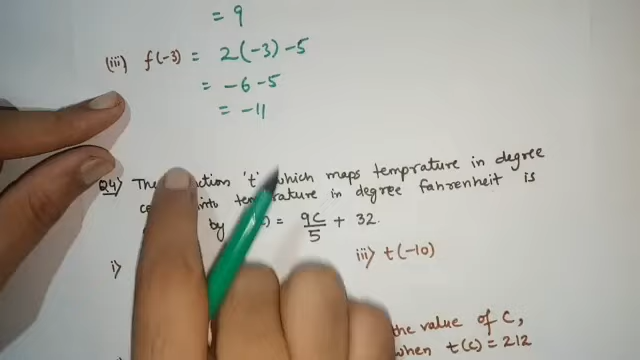 = 9
(iii) f(-3) = 2(-3) -5
= -6 -5
= -11
Q4) The 't' which maps temprature in degree
into temprature in degree fahrenheit is
by = 9C/5 + 32.
i) iii) t(-10)
the value of C,
when t(c) = 212